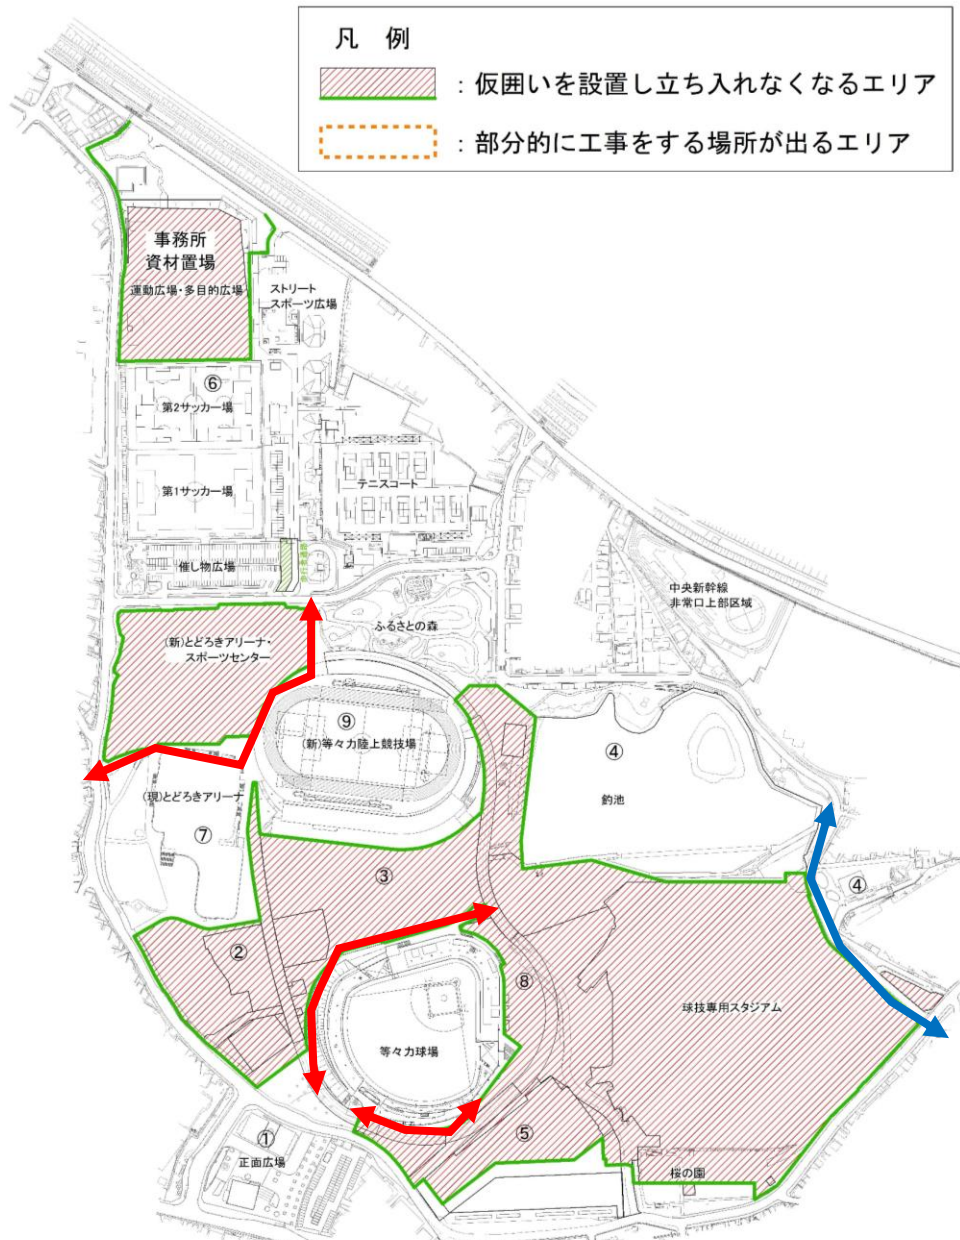 凡 例
：仮囲いを設置し立ち入れなくなるエリア
：部分的に工事をする場所が出るエリア
事務所
資材置場
運動広場・多目的広場
ストリート
スポーツ広場
⑥
第2サッカー場
第1サッカー場
テニスコート
催し物広場
歩行者通路
中央新幹線
非常口上部区域
(新)とどろきアリーナ・
スポーツセンター
ふるさとの森
⑨
(新)等々力陸上競技場
④
釣池
(現)とどろきアリーナ
⑦
③
④
②
⑧
球技専用スタジアム
等々力球場
⑤
①
正面広場
桜の園